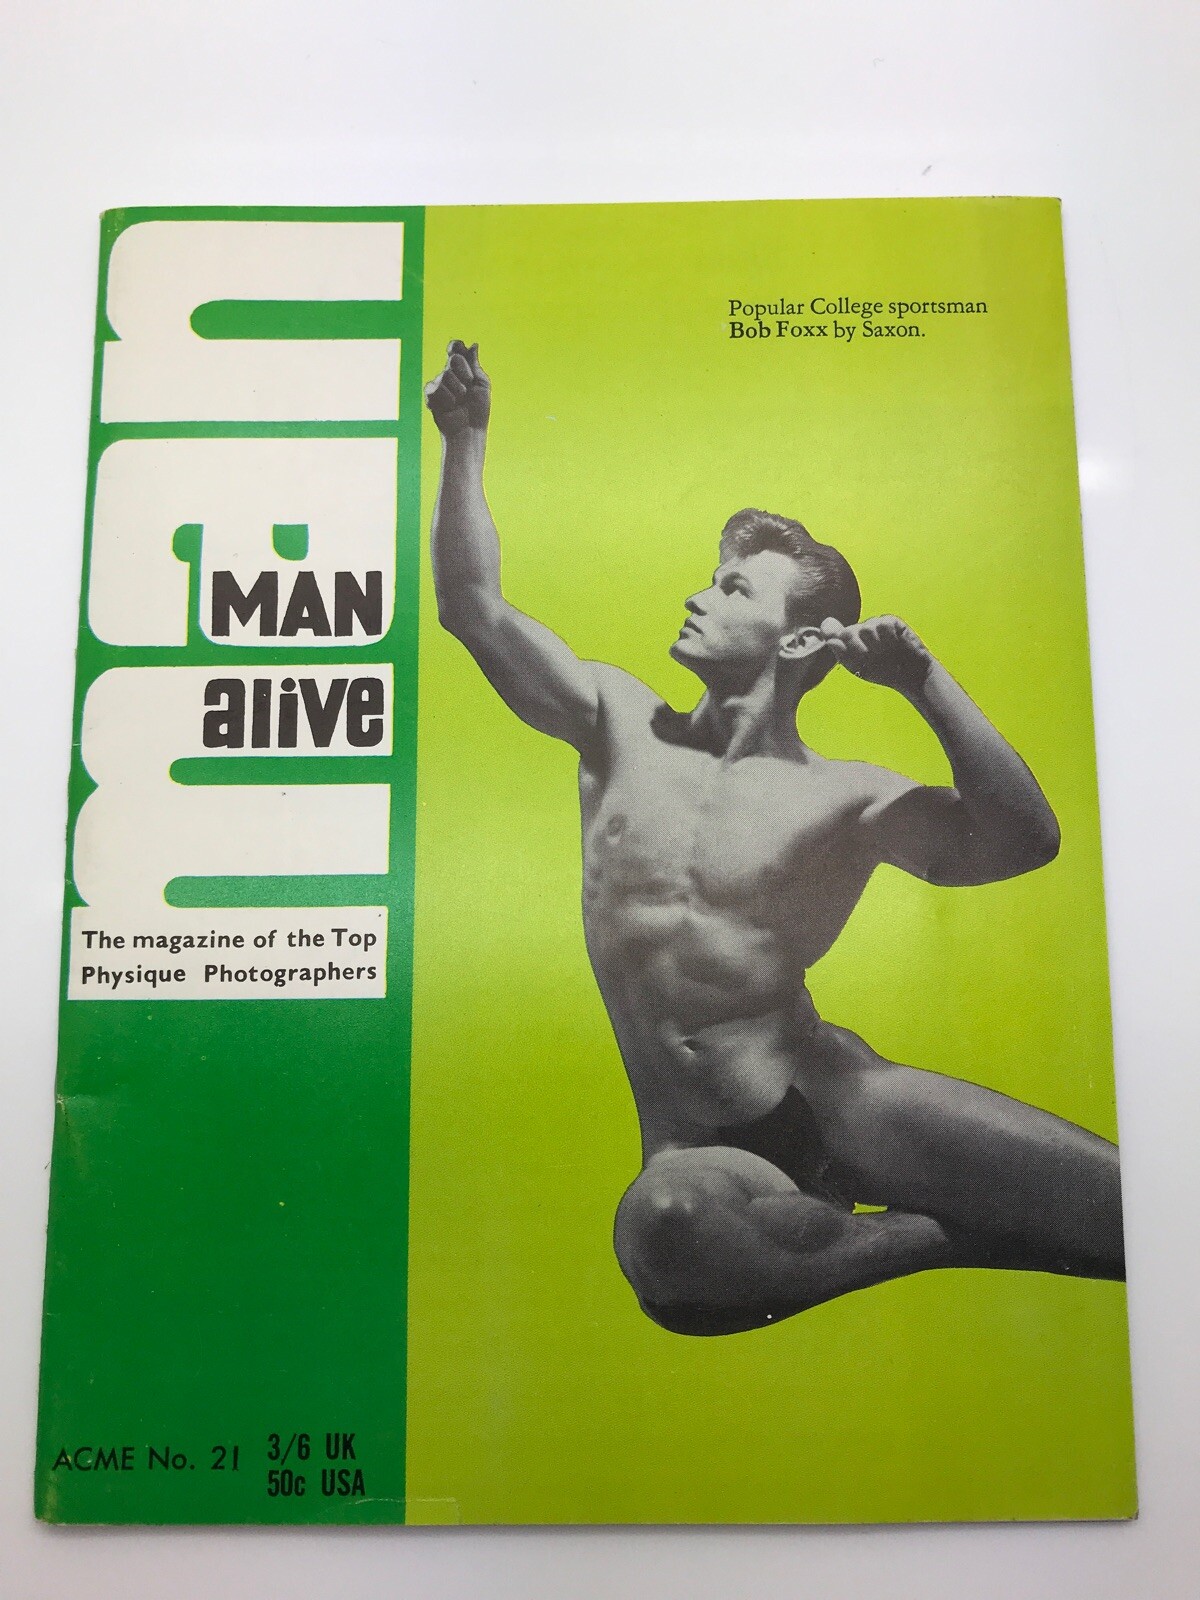 man
MAN
alive
The magazine of the Top
Physique Photographers
Popular College sportsman
Bob Foxx by Saxon.
ACME No. 21
3/6 UK
50c USA